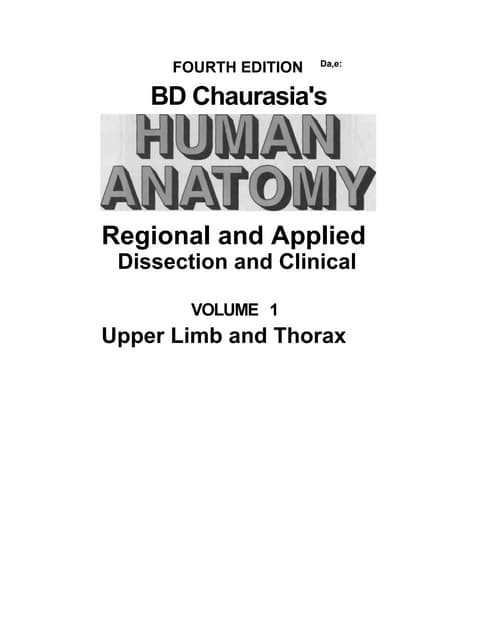 FOURTH EDITION Da,e:
BD Chaurasia's
HUMAN
ANATOMY
Regional and Applied
Dissection and Clinical
VOLUME 1
Upper Limb and Thorax